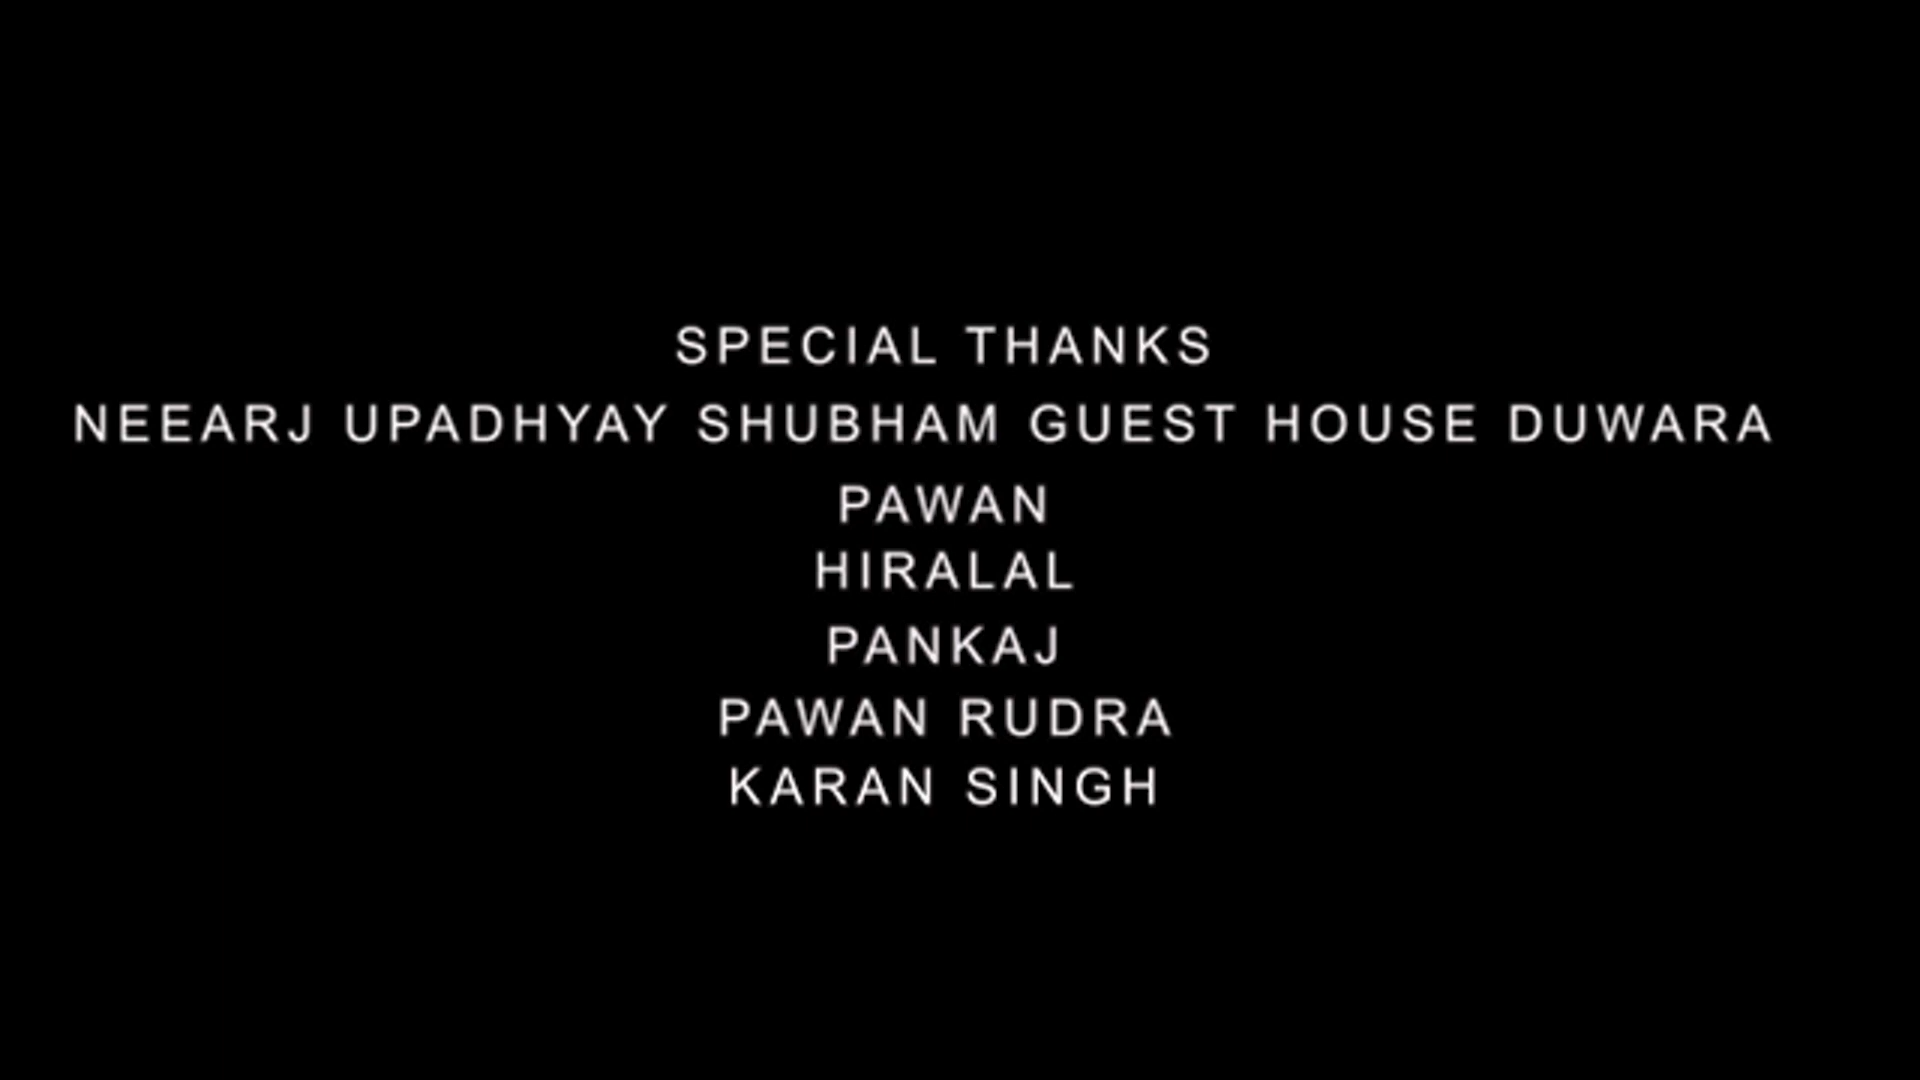 SPECIAL THANKS
NEEARJ UPADHYAY SHUBHAM GUEST HOUSE DUWARA
PAWAN
HIRALAL
PANKAJ
PAWAN RUDRA
KARAN SINGH